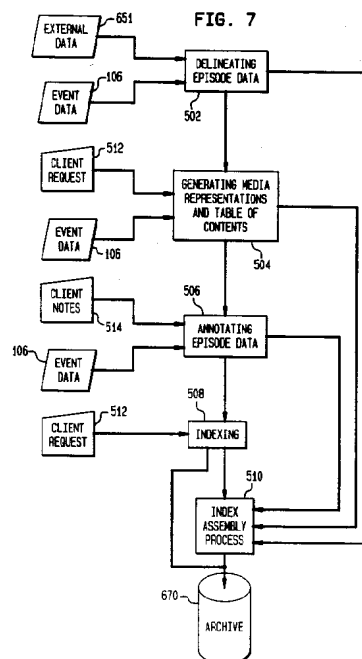 FIG. 7
651
EXTERNAL
DATA
106
EVENT
DATA
DELINEATING
EPISODE DATA
502
512
CLIENT
REQUEST
EVENT
DATA
106
GENERATING MEDIA
REPRESENTATIONS
AND TABLE OF
CONTENTS
504
CLIENT
NOTES
514
506
ANNOTATING
EPISODE DATA
106
EVENT
DATA
512
CLIENT
REQUEST
508
INDEXING
510
INDEX
ASSEMBLY
PROCESS
670
ARCHIVE